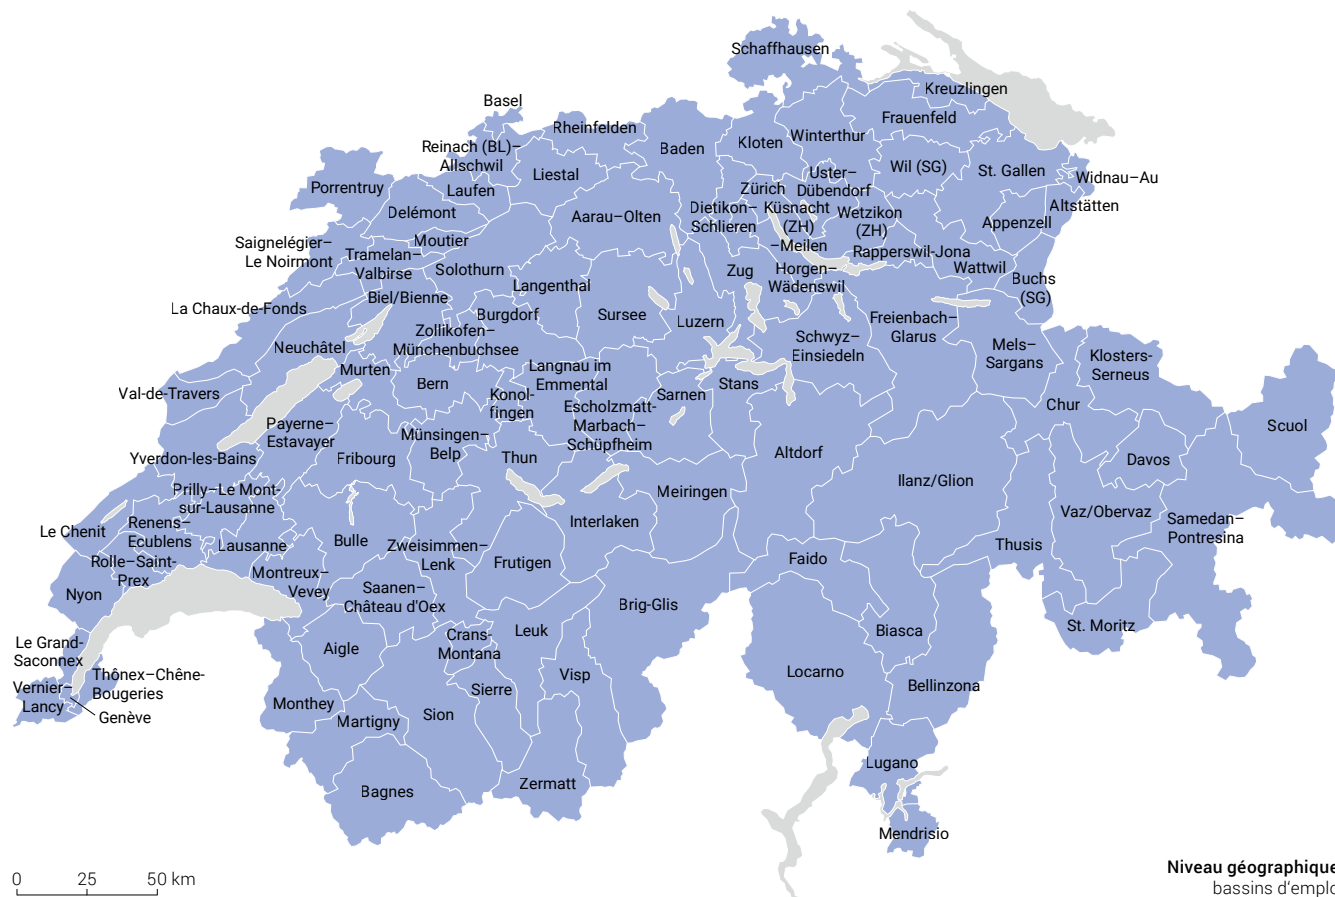 Schaffhausen
Kreuzlingen
Basel
Frauenfeld
Rheinfelden
Winterthur
Kloten
Baden
Reinach (BL)–
Allschwil
Wil (SG)
St. Gallen
Liestal
Uster–
Dübendorf
Widnau–Au
Porrentruy
Laufen
Zürich
Altstätten
Delémont
Aarau–Olten
Dietikon–
Schlieren
Küsnacht
(ZH)
–Meilen
Wetzikon
(ZH)
Appenzell
Saignelégier–
Le Noirmont
Moutier
Tramelan–
Valbirse
Solothurn
Rapperswil-Jona
Wattwil
Zug
Horgen–
Wädenswil
Buchs
(SG)
Langenthal
Biel/Bienne
La Chaux-de-Fonds
Burgdorf
Sursee
Luzern
Freienbach–
Glarus
Zollikofen–
Münchenbuchsee
Schwyz–
Einsiedeln
Neuchâtel
Mels–
Sargans
Klosters-
Serneus
Murten
Langnau im
Emmental
Bern
Stans
Val-de-Travers
Konol-
fingen
Sarnen
Escholzmatt-
Marbach–
Schüpfheim
Chur
Payerne–
Estavayer
Scuol
Münsingen–
Belp
Altdorf
Yverdon-les-Bains
Fribourg
Thun
Davos
Ilanz/Glion
Prilly–Le Mont-
sur-Lausanne
Meiringen
Vaz/Obervaz
Interlaken
Samedan–
Pontresina
Le Chenit
Renens–
Ecublens
Lausanne
Bulle
Zweisimmen–
Lenk
Thusis
Rolle–Saint-
Prex
Frutigen
Faido
Nyon
Montreux–
Vevey
Saanen–
Château d'Oex
Brig-Glis
St. Moritz
Leuk
Biasca
Le Grand-
Saconnex
Aigle
Crans-
Montana
Thônex–Chêne-
Bougeries
Locarno
Visp
Bellinzona
Vernier–
Lancy
Sierre
Genève
Monthey
Martigny
Sion
Lugano
Zermatt
Bagnes
Mendrisio
0 25 50 km
Niveau géographique
bassins d'emplo